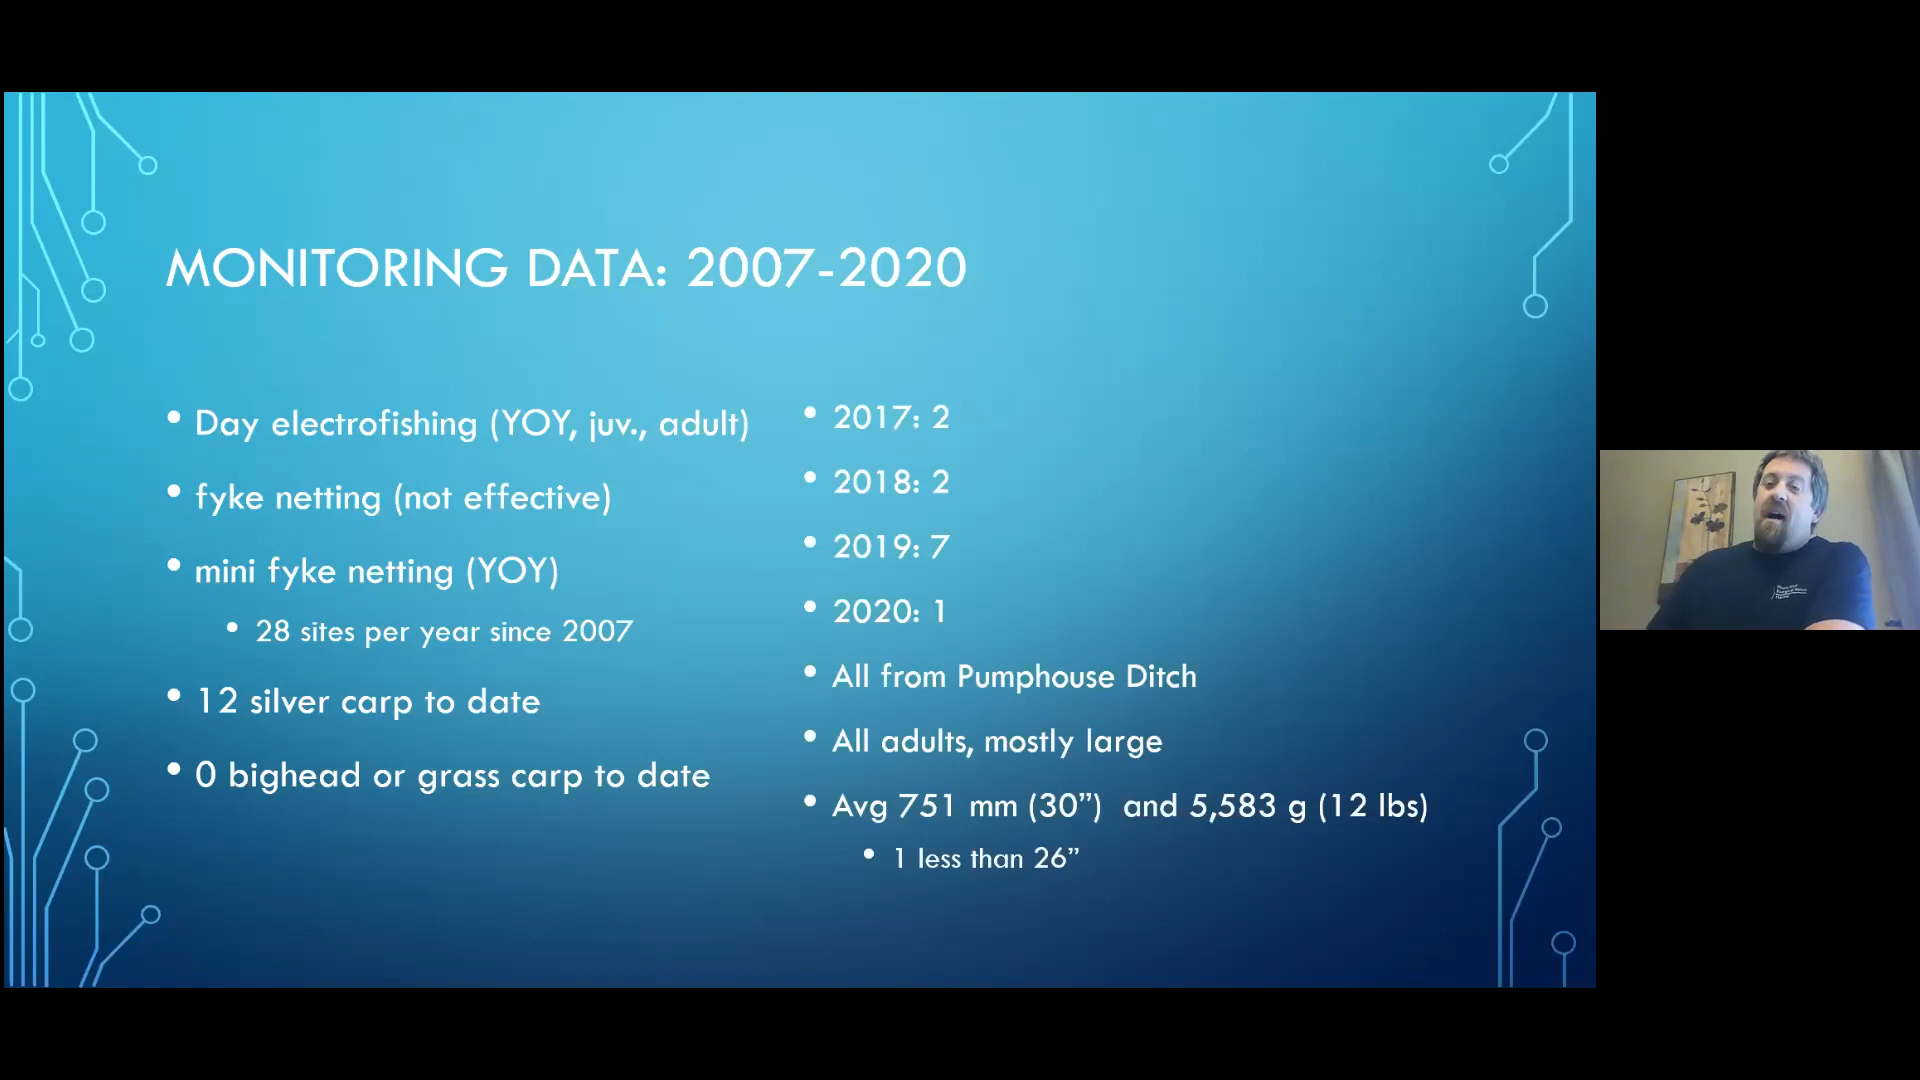 MONITORING DATA: 2007-2020
• Day electrofishing (YOY, juv., adult)
• fyke netting (not effective)
• mini fyke netting (YOY)
• 28 sites per year since 2007
• 12 silver carp to date
• 0 bighead or grass carp to date
• 2017: 2
• 2018: 2
• 2019: 7
• 2020: 1
• All from Pumphouse Ditch
• All adults, mostly large
• Avg 751 mm (30”)  and 5,583 g (12 lbs)
• 1 less than 26”